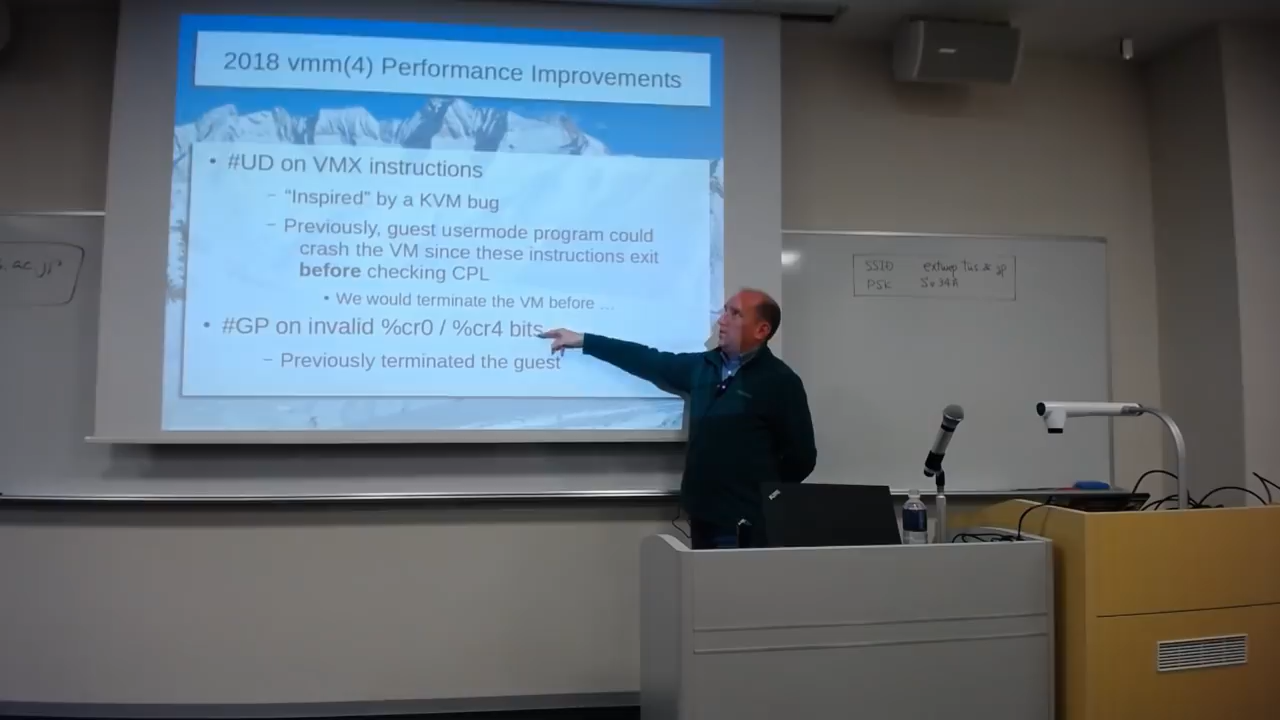 2018 vmm(4) Performance Improvements
• #UD on VMX instructions
– “Inspired” by a KVM bug
– Previously, guest usermode program could
crash the VM since these instructions exit
before checking CPL
• We would terminate the VM before …
• #GP on invalid %cr0 / %cr4 bits
– Previously terminated the guest
.ac.jp
SSID
PSK